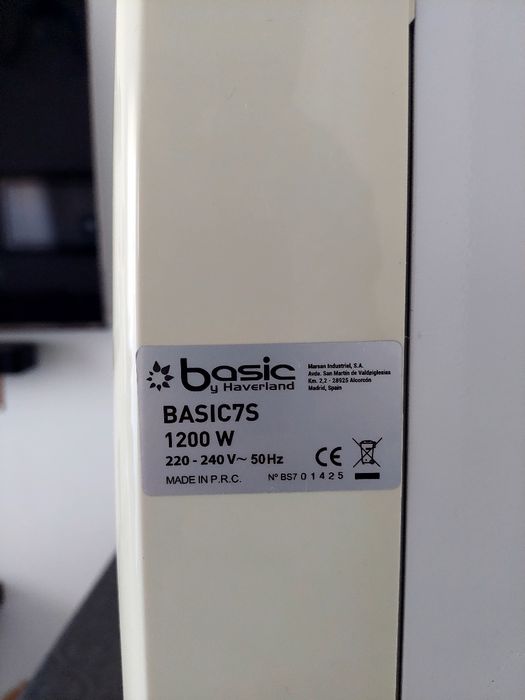 basic
y Haverland
Marsan Industrial, S.A.
Avda. San Martín de Valdeiglesias
Km. 2,2 - 28925 Alcorcón
Madrid, Spain
BASIC7S
1200 W
220 - 240 V~ 50Hz
CE
MADE IN P.R.C.
Nº BS7 0 1 4 2 5